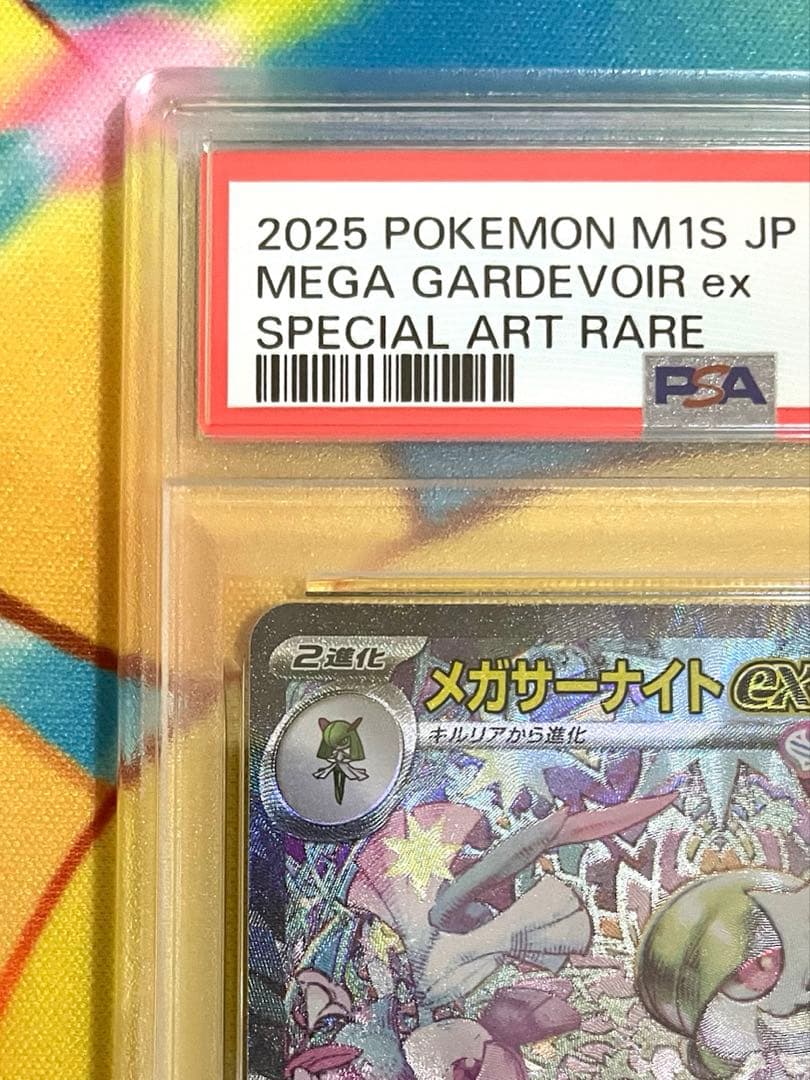 2025 POKEMON M1S JP
MEGA GARDEVOIR ex
SPECIAL ART RARE
PSA
2進化
メガサーナイトex
キルリアから進化